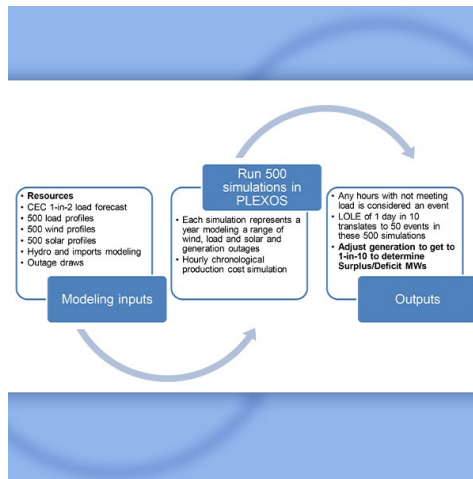 Resources
CEC 1-in-2 load forecast
500 load profiles
500 wind profiles
500 solar profiles
Hydro and imports modeling
Outage draws
Modeling inputs
Run 500
simulations in
PLEXOS
Each simulation represents a
year modeling a range of
wind, load and solar and
generation outages
Hourly chronological
production cost simulation
Any hours with not meeting
load is considered an event
LOLE of 1 day in 10
translates to 50 events in
these 500 simulations
Adjust generation to get to
1-in-10 to determine
Surplus/Deficit MWs
Outputs